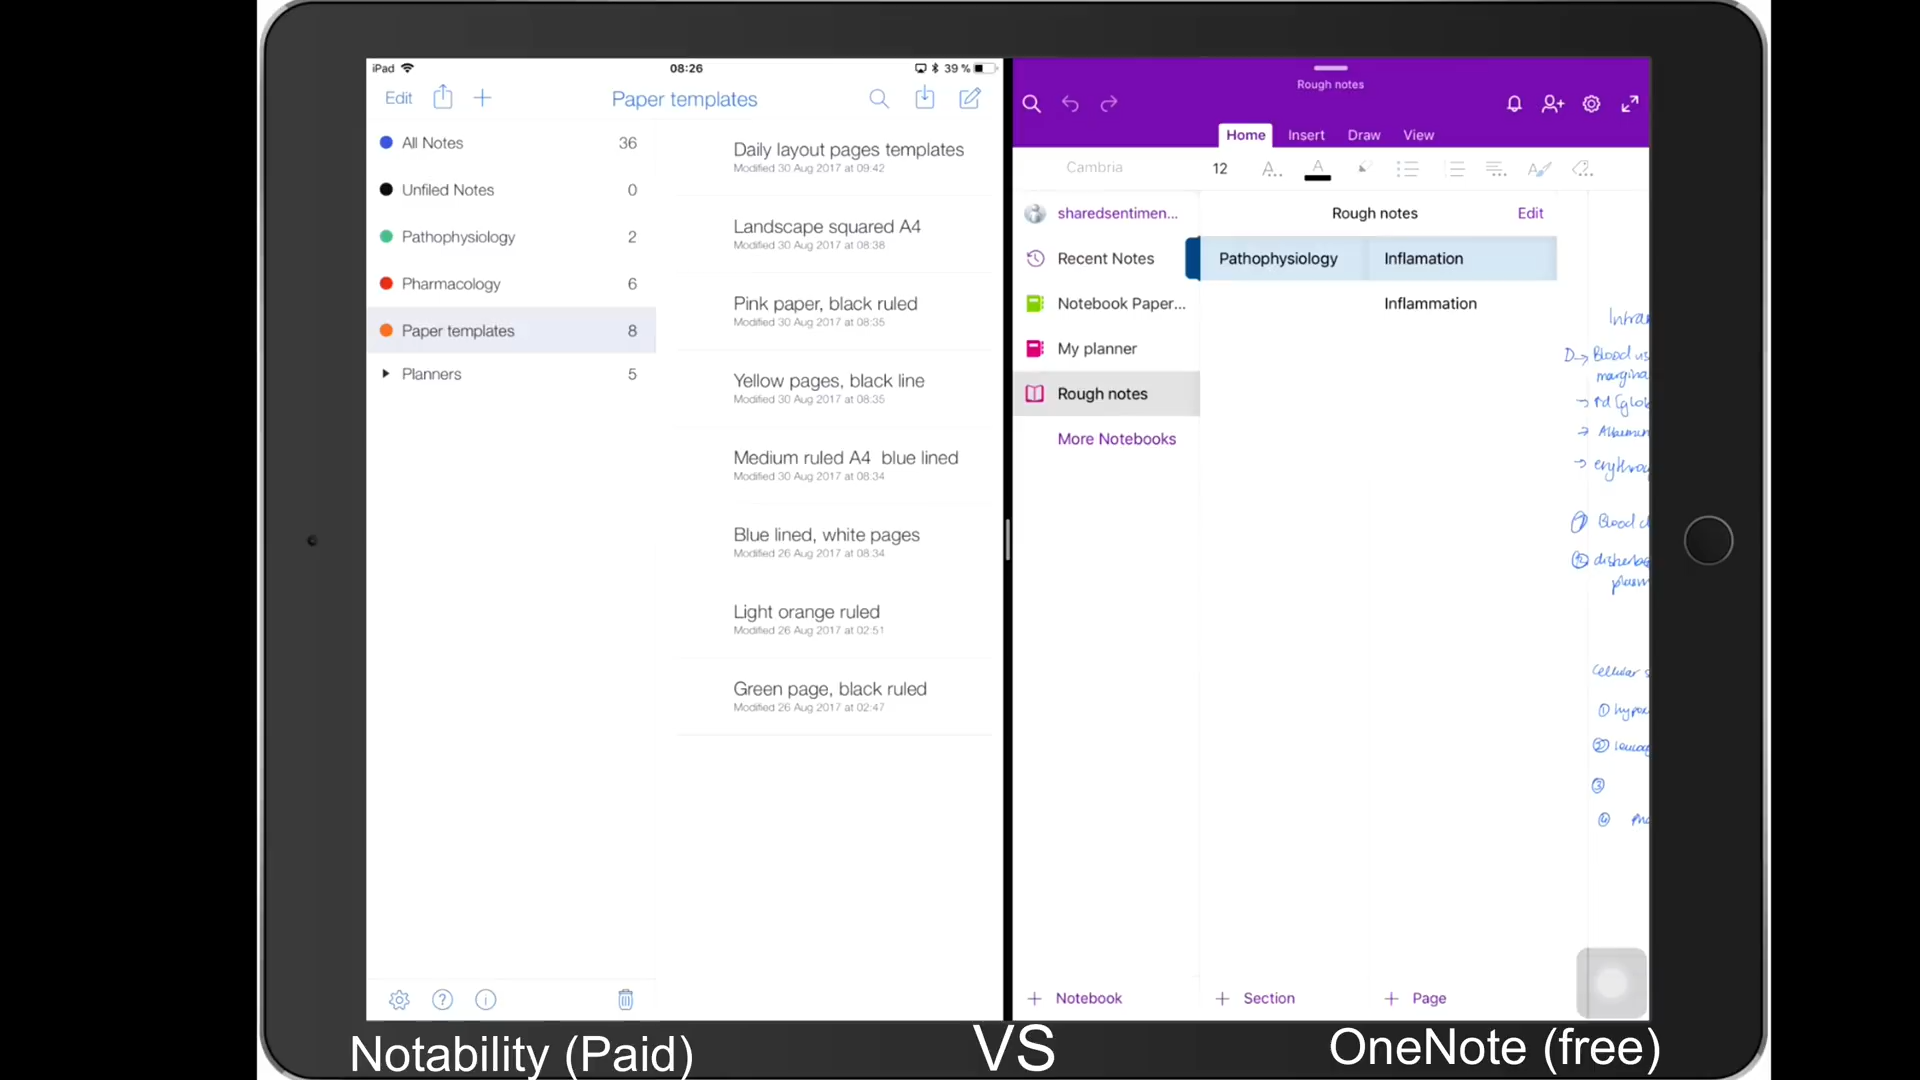 iPad 08:26 39 %
Edit Paper templates
All Notes 36
Unfiled Notes 0
Pathophysiology 2
Pharmacology 6
Paper templates 8
Planners 5
Daily layout pages templates
Modified 30 Aug 2017 at 09:42
Landscape squared A4
Modified 30 Aug 2017 at 08:38
Pink paper, black ruled
Modified 30 Aug 2017 at 08:35
Yellow pages, black line
Modified 30 Aug 2017 at 08:35
Medium ruled A4 blue lined
Modified 30 Aug 2017 at 08:34
Blue lined, white pages
Modified 26 Aug 2017 at 08:34
Light orange ruled
Modified 26 Aug 2017 at 02:51
Green page, black ruled
Modified 26 Aug 2017 at 02:47
Rough notes
Home Insert Draw View
Cambria 12
sharedsentimen...
Recent Notes
Notebook Paper...
My planner
Rough notes
More Notebooks
Rough notes Edit
Pathophysiology Inflamation
Inflammation
Blood
Blood
+ Notebook + Section + Page
Notability (Paid) VS OneNote (free)